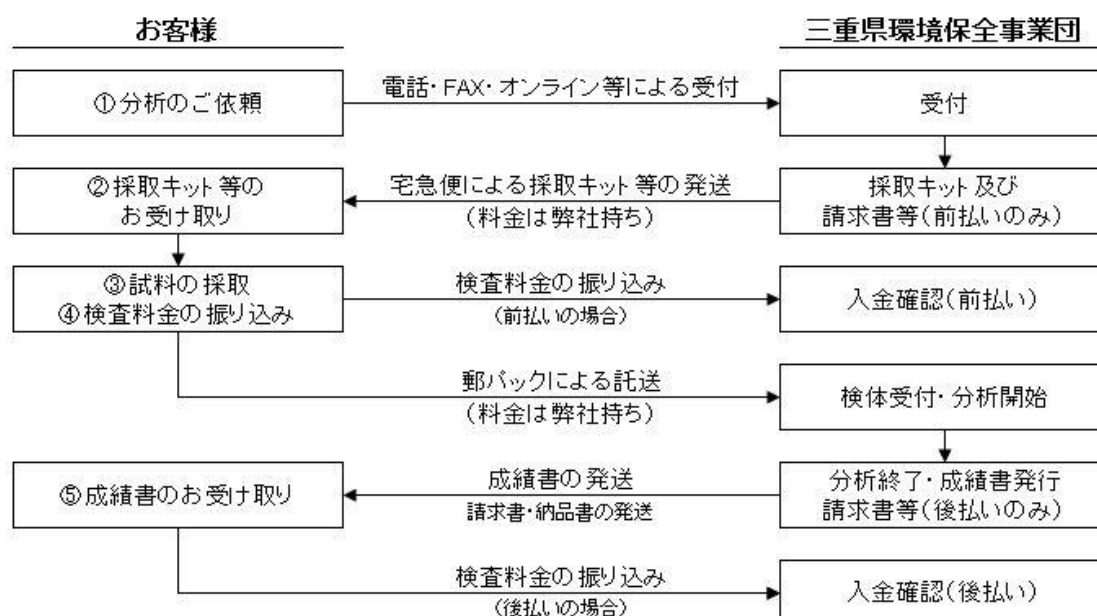 お客様
三重県環境保全事業団
①分析のご依頼
電話・FAX・オンライン等による受付
受付
②採取キット等の
お受け取り
宅急便による採取キット等の発送
(料金は弊社持ち)
採取キット及び
請求書等(前払いのみ)
③試料の採取
④検査料金の振り込み
検査料金の振り込み
(前払いの場合)
入金確認(前払い)
郵パックによる託送
(料金は弊社持ち)
検体受付・分析開始
⑤成績書のお受け取り
成績書の発送
請求書・納品書の発送
分析終了・成績書発行
請求書等(後払いのみ)
検査料金の振り込み
(後払いの場合)
入金確認(後払い)